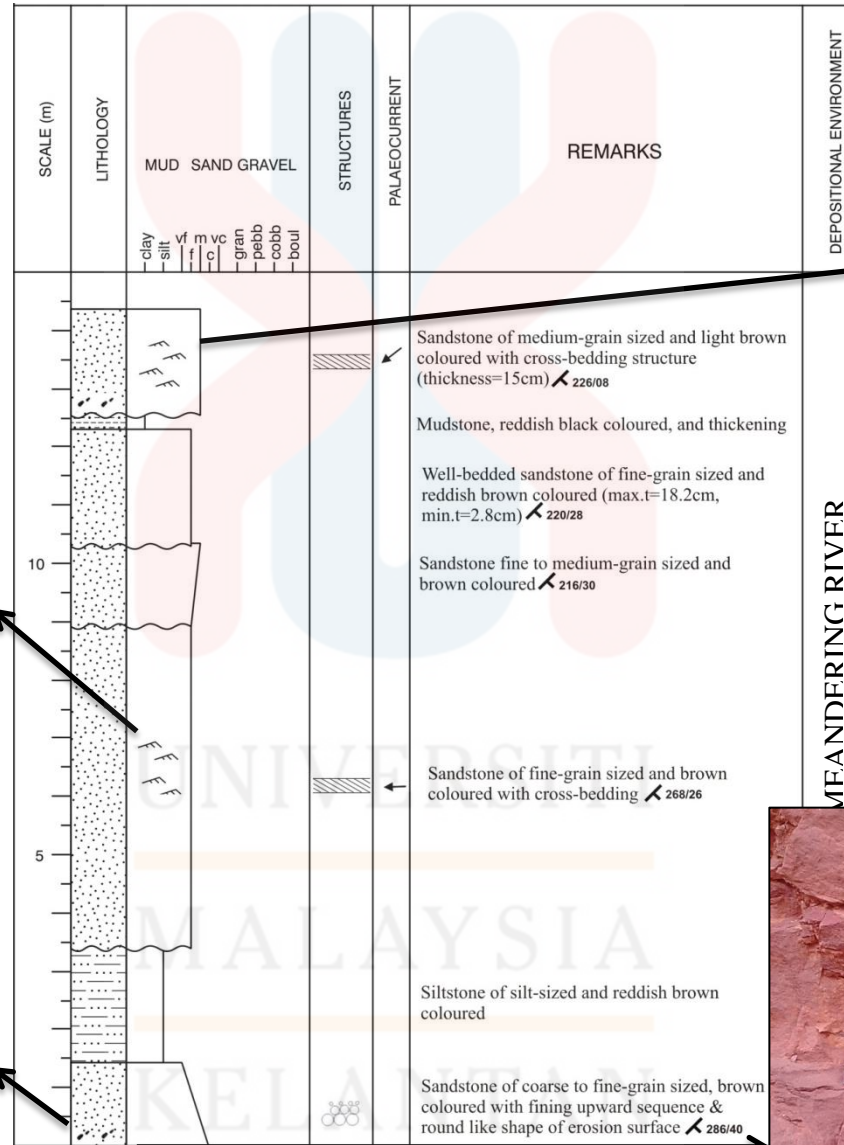 SCALE (m)
LITHOLOGY
MUD SAND GRAVEL
clay
silt
vf
f
m
c
vc
gran
pebb
cobb
boul
STRUCTURES
PALAEOCURRENT
REMARKS
DEPOSITIONAL ENVIRONMENT
Sandstone of medium-grain sized and light brown
coloured with cross-bedding structure
(thickness=15cm) 226/08
Mudstone, reddish black coloured, and thickening
Well-bedded sandstone of fine-grain sized and
reddish brown coloured (max.t=18.2cm,
min.t=2.8cm) 220/28
10
Sandstone fine to medium-grain sized and
brown coloured 216/30
MEANDERING RIVER
Sandstone of fine-grain sized and brown
coloured with cross-bedding 268/26
5
Siltstone of silt-sized and reddish brown
coloured
Sandstone of coarse to fine-grain sized, brown
coloured with fining upward sequence &
round like shape of erosion surface 286/40
UNIVERSITI
MALAYSIA
KELANTAN